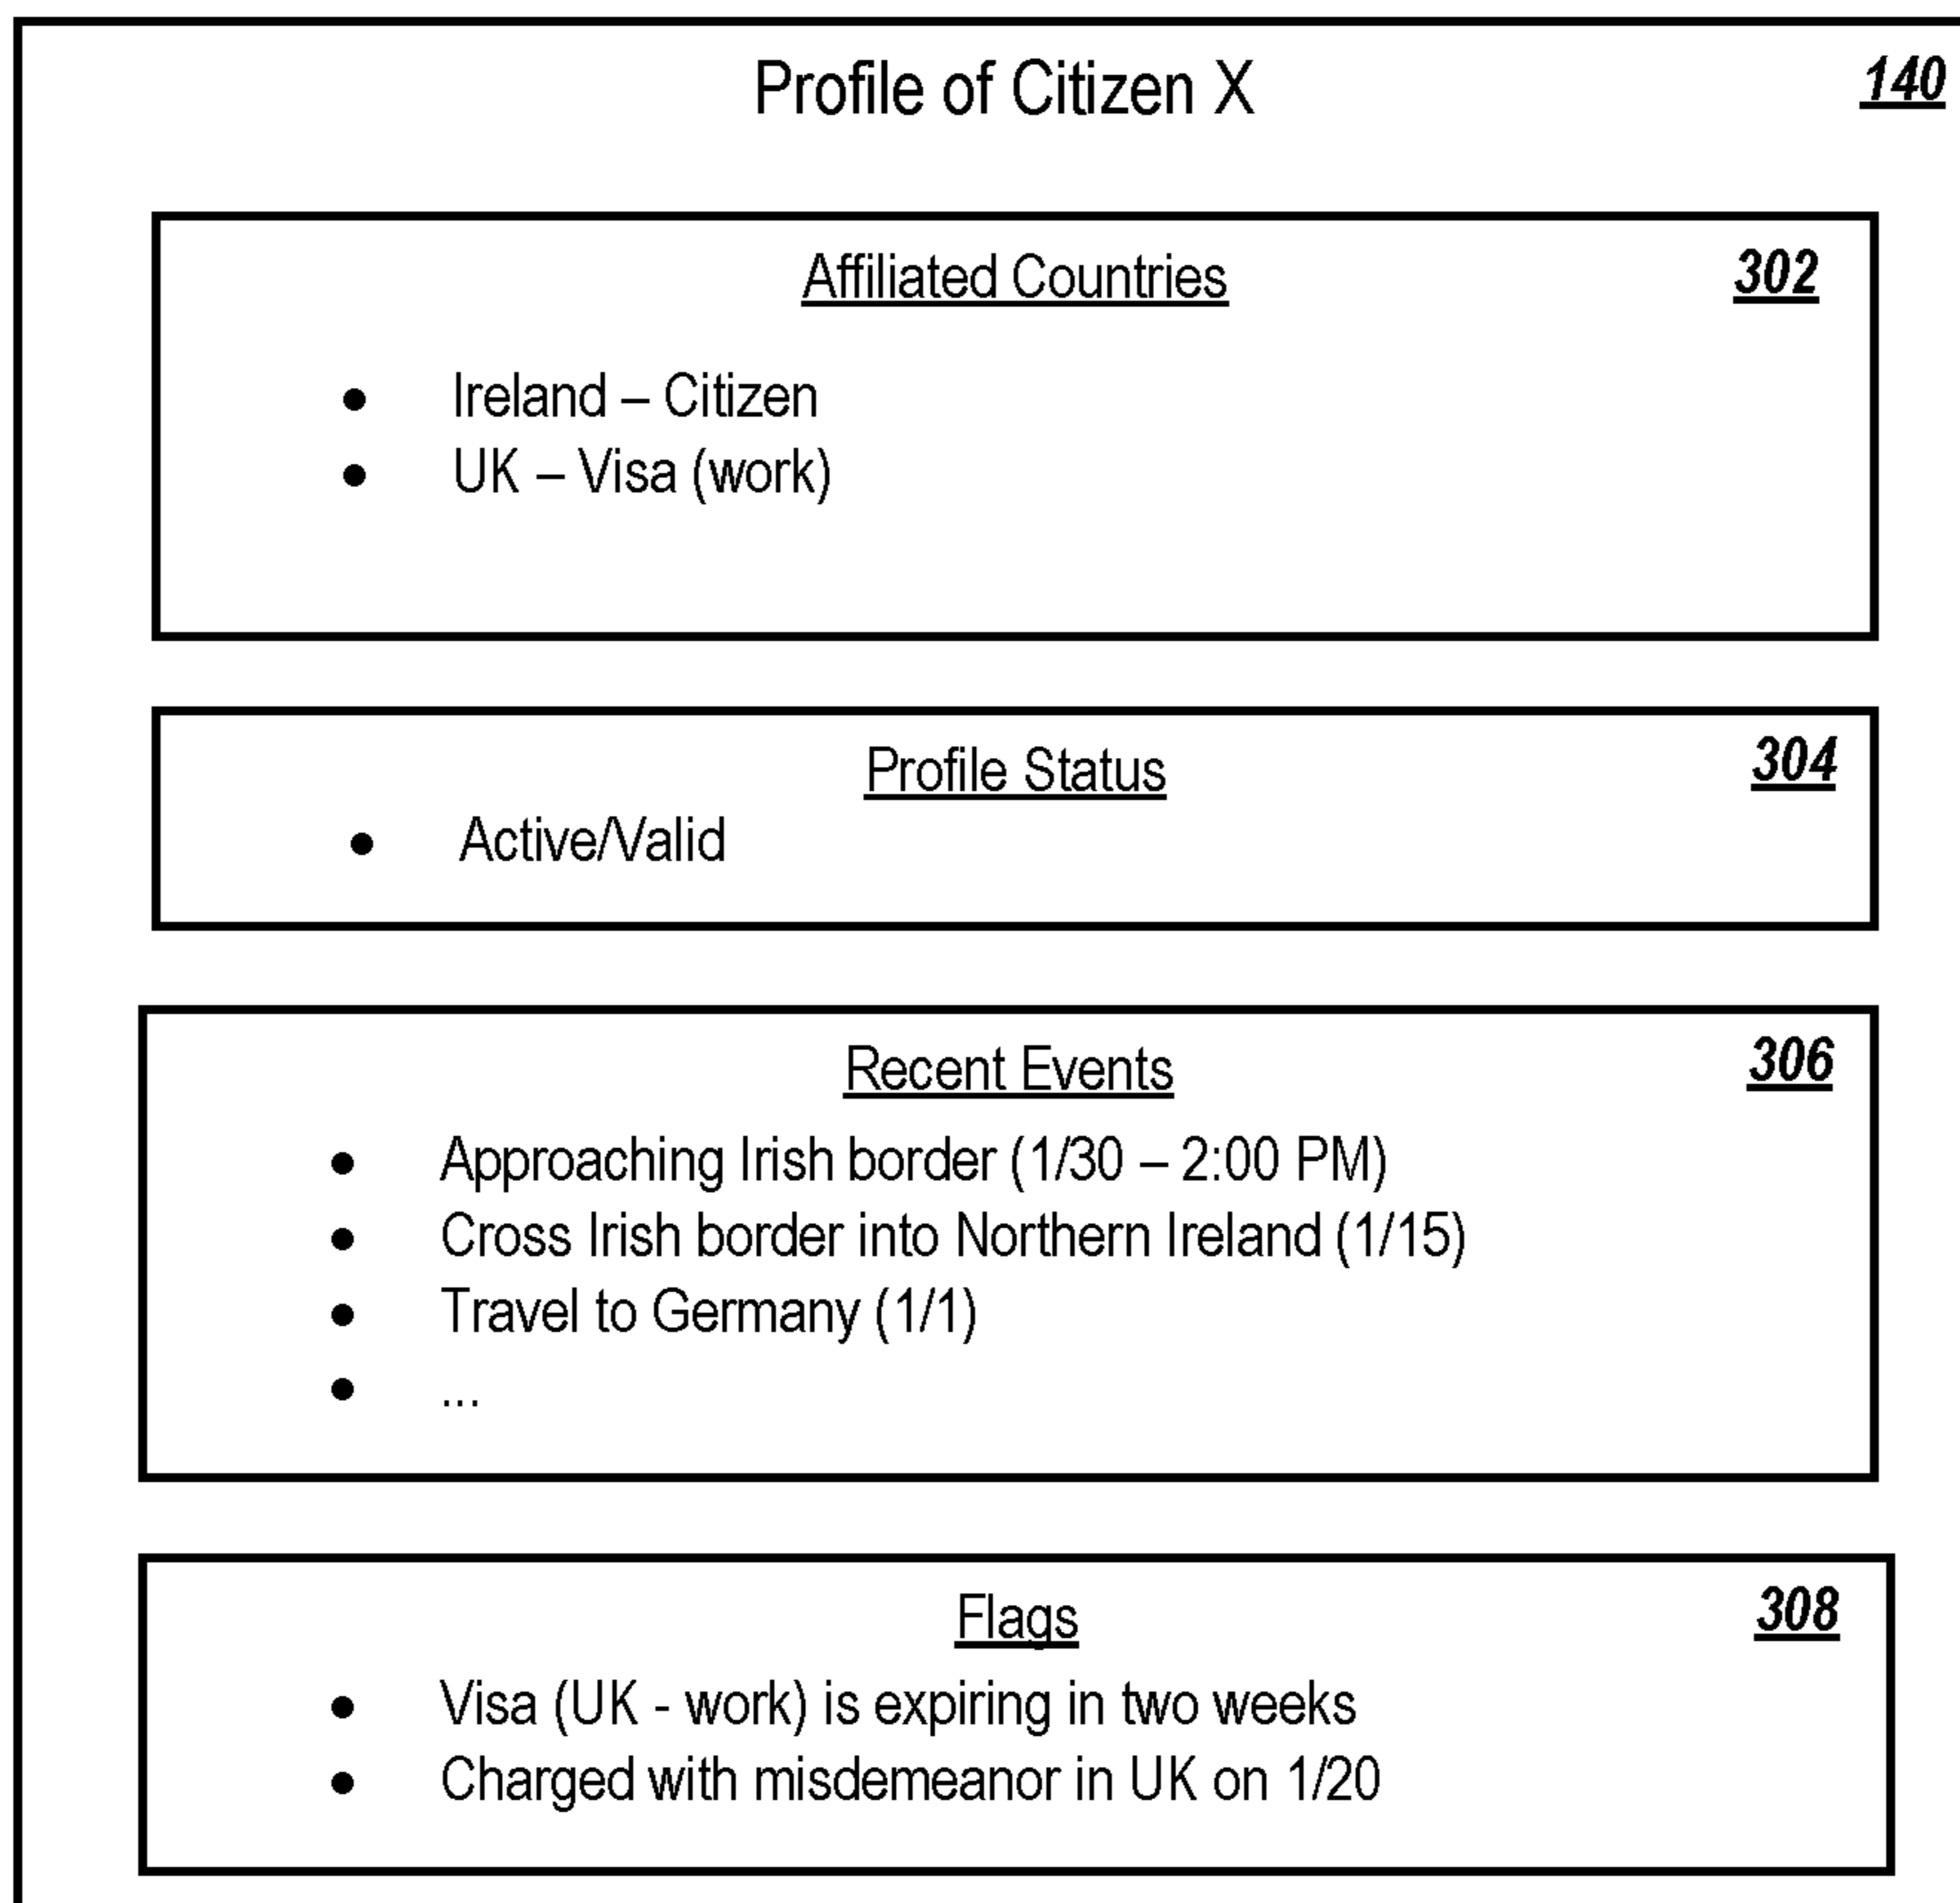 Profile of Citizen X 140
Affiliated Countries 302
● Ireland – Citizen
● UK – Visa (work)
Profile Status 304
● Active/Valid
Recent Events 306
● Approaching Irish border (1/30 – 2:00 PM)
● Cross Irish border into Northern Ireland (1/15)
● Travel to Germany (1/1)
● ...
Flags 308
● Visa (UK - work) is expiring in two weeks
● Charged with misdemeanor in UK on 1/20